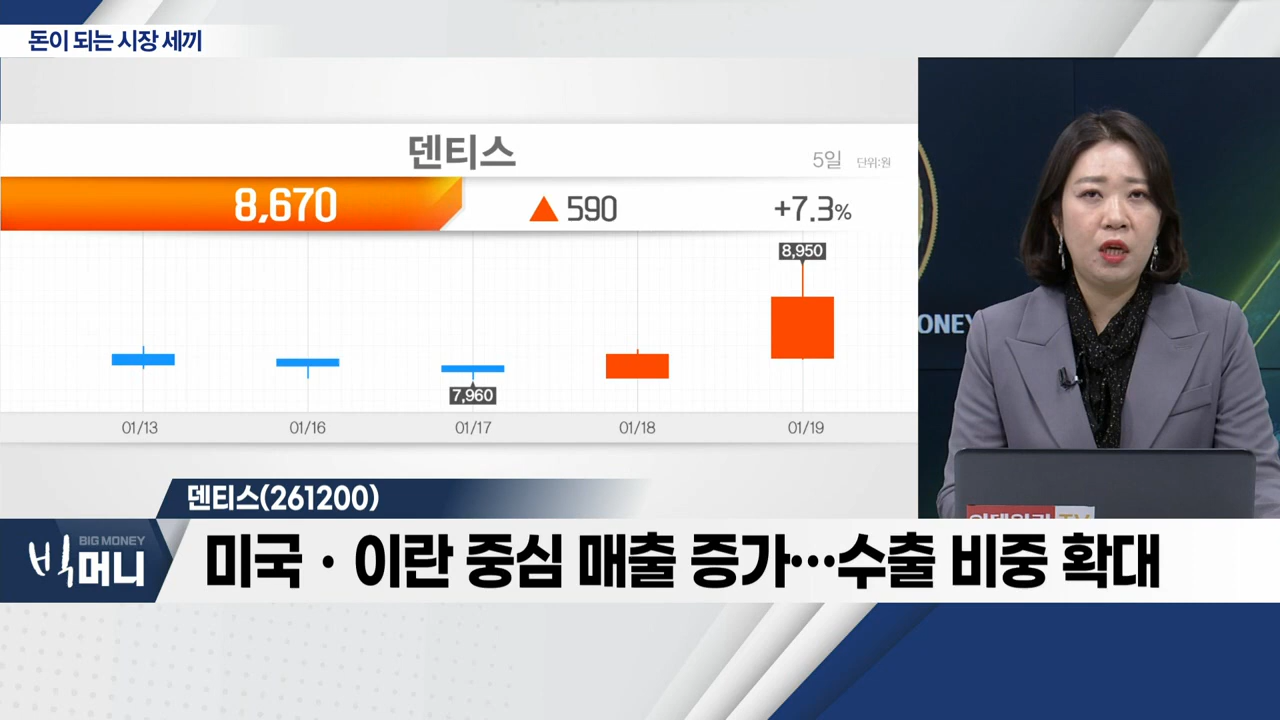 돈이 되는 시장 세끼
덴티스
5일 단위:원
8,670 ▲ 590 +7.3%
8,950
7,960
01/13 01/16 01/17 01/18 01/19
ONEY
덴티스(261200)
BIG MONEY
빅머니
미국·이란 중심 매출 증가…수출 비중 확대